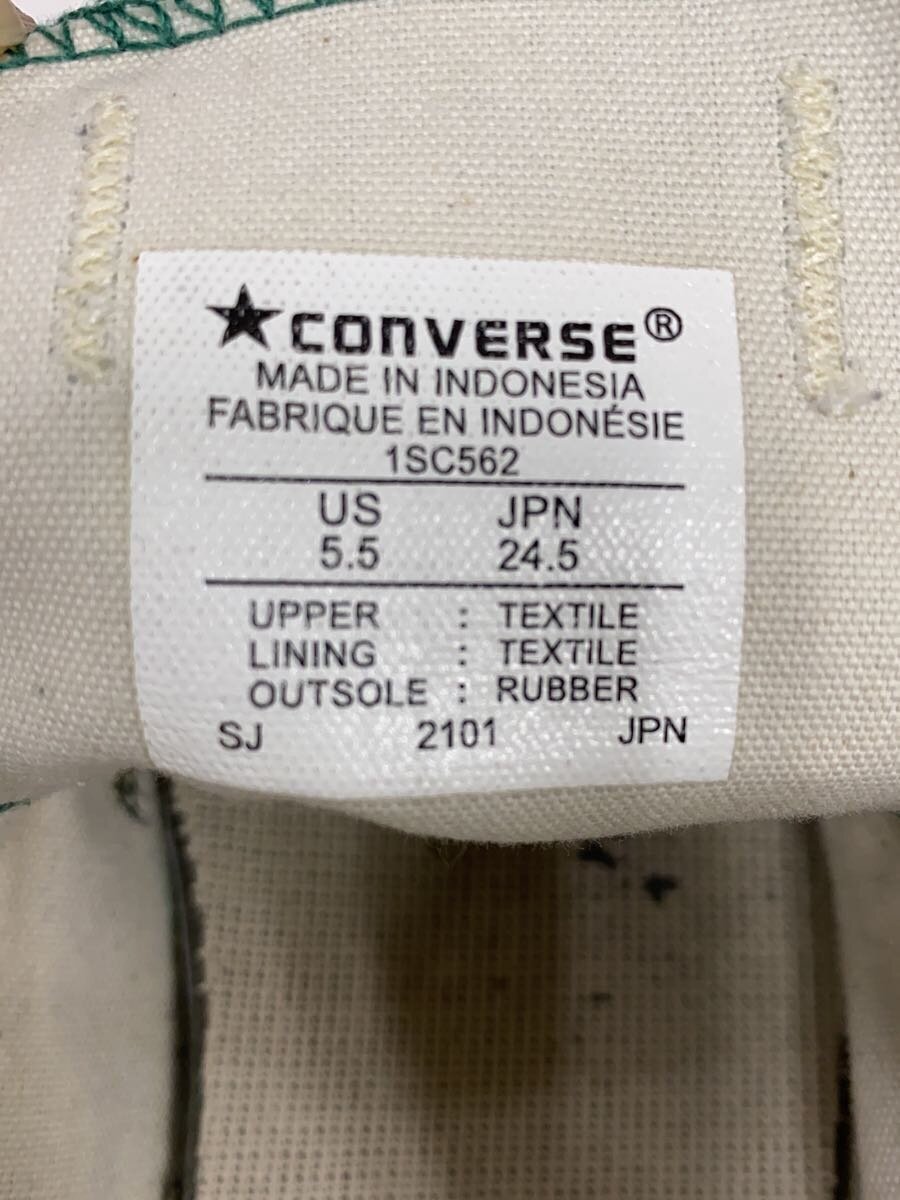 ★CONVERSE®
MADE IN INDONESIA
FABRIQUE EN INDONÉSIE
1SC562
US JPN
5.5 24.5
UPPER : TEXTILE
LINING : TEXTILE
OUTSOLE : RUBBER
SJ 2101 JPN